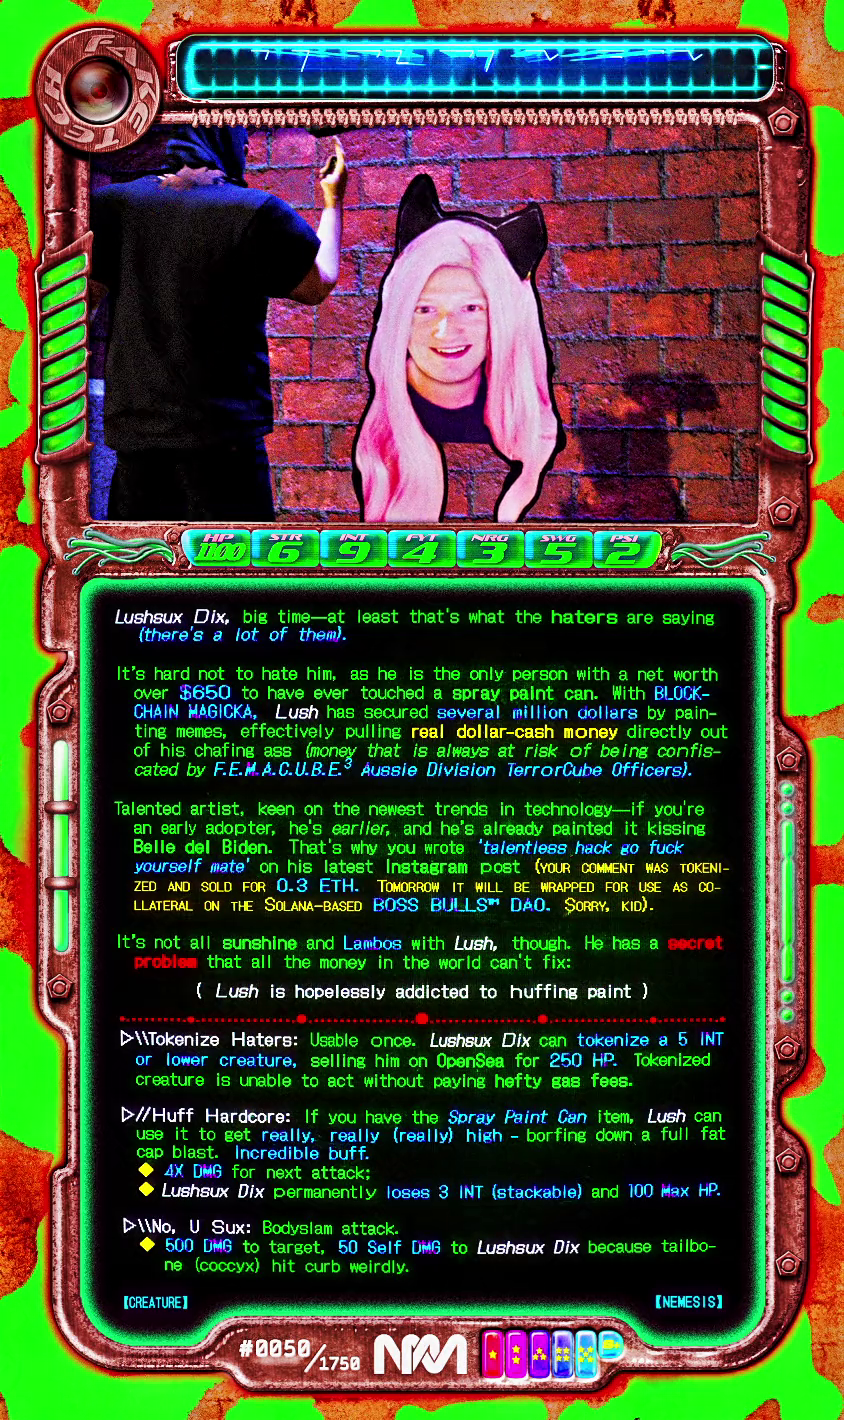 FAKE TECH
HP STR INT FYT NRG SWG PSI
1100 6 9 4 3 5 2
Lushsux Dix, big time—at least that's what the haters are saying
(there's a lot of them).
It's hard not to hate him, as he is the only person with a net worth
over $650 to have ever touched a spray paint can. With BLOCK-
CHAIN MAGICKA, Lush has secured several million dollars by pain-
ting memes, effectively pulling real dollar-cash money directly out
of his chafing ass (money that is always at risk of being confis-
cated by F.E.M.A.C.U.B.E.³ Aussie Division TerrorCube Officers).
Talented artist, keen on the newest trends in technology—if you're
an early adopter, he's earlier, and he's already painted it kissing
Belle del Biden. That's why you wrote 'talentless hack go fuck
yourself mate' on his latest Instagram post (YOUR COMMENT WAS TOKENI-
ZED AND SOLD FOR 0.3 ETH. TOMORROW IT WILL BE WRAPPED FOR USE AS CO-
LLATERAL ON THE SOLANA-BASED BOSS BULLS™ DAO. SORRY, KID).
It's not all sunshine and Lambos with Lush, though. He has a secret
problem that all the money in the world can't fix:
( Lush is hopelessly addicted to huffing paint )
▷\\Tokenize Haters: Usable once. Lushsux Dix can tokenize a 5 INT
or lower creature, selling him on OpenSea for 250 HP. Tokenized
creature is unable to act without paying hefty gas fees.
▷//Huff Hardcore: If you have the Spray Paint Can item, Lush can
use it to get really, really (really) high - borfing down a full fat
cap blast. Incredible buff.
◆ 4X DMG for next attack;
◆ Lushsux Dix permanently loses 3 INT (stackable) and 100 Max HP.
▷\\No, U Sux: Bodyslam attack.
◆ 500 DMG to target, 50 Self DMG to Lushsux Dix because tailbo-
ne (coccyx) hit curb weirdly.
[CREATURE] [NEMESIS]
#0050/1750